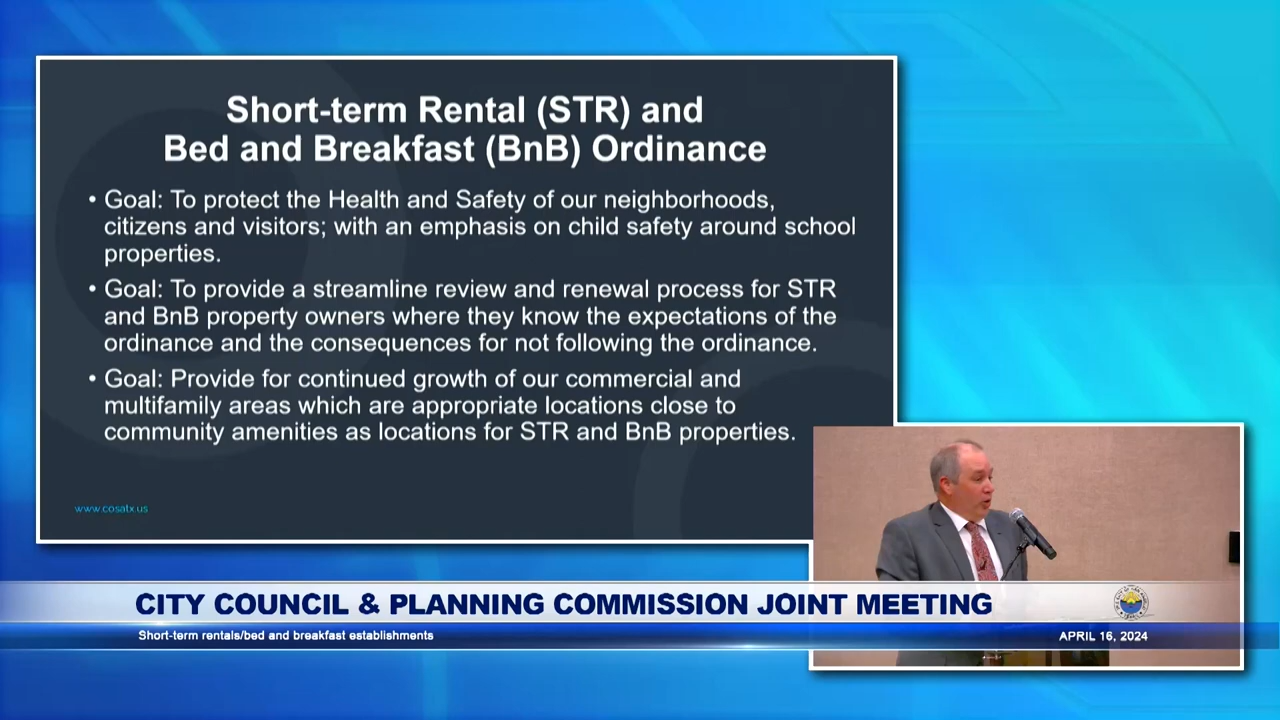 Short-term Rental (STR) and
Bed and Breakfast (BnB) Ordinance
• Goal: To protect the Health and Safety of our neighborhoods,
citizens and visitors; with an emphasis on child safety around school
properties.
• Goal: To provide a streamline review and renewal process for STR
and BnB property owners where they know the expectations of the
ordinance and the consequences for not following the ordinance.
• Goal: Provide for continued growth of our commercial and
multifamily areas which are appropriate locations close to
community amenities as locations for STR and BnB properties.
www.cosatx.us
CITY COUNCIL & PLANNING COMMISSION JOINT MEETING
Short-term rentals/bed and breakfast establishments
APRIL 16, 2024